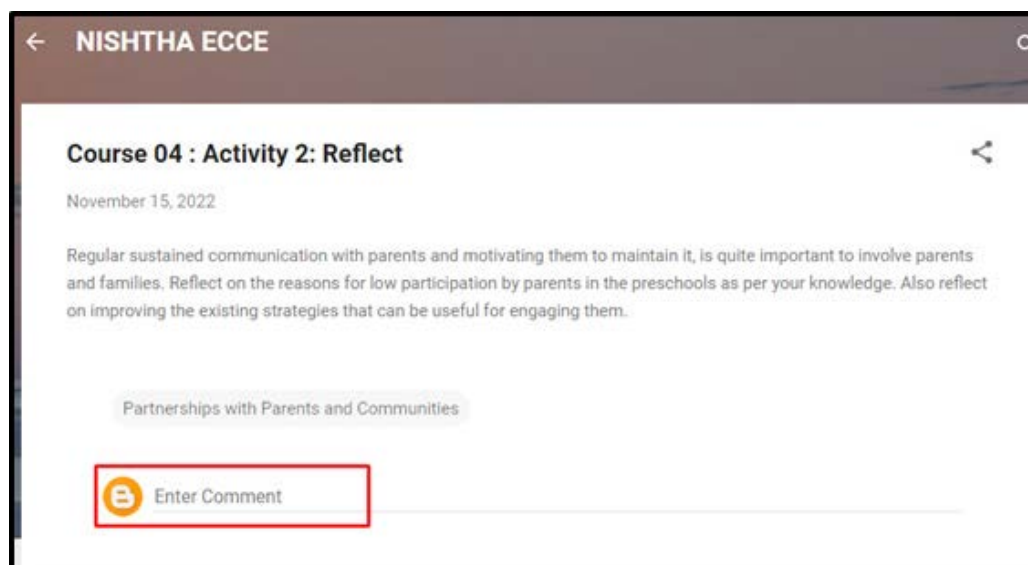 NISHTHA ECCE
Course 04 : Activity 2: Reflect
November 15, 2022
Regular sustained communication with parents and motivating them to maintain it, is quite important to involve parents
and families. Reflect on the reasons for low participation by parents in the preschools as per your knowledge. Also reflect
on improving the existing strategies that can be useful for engaging them.
Partnerships with Parents and Communities
Enter Comment